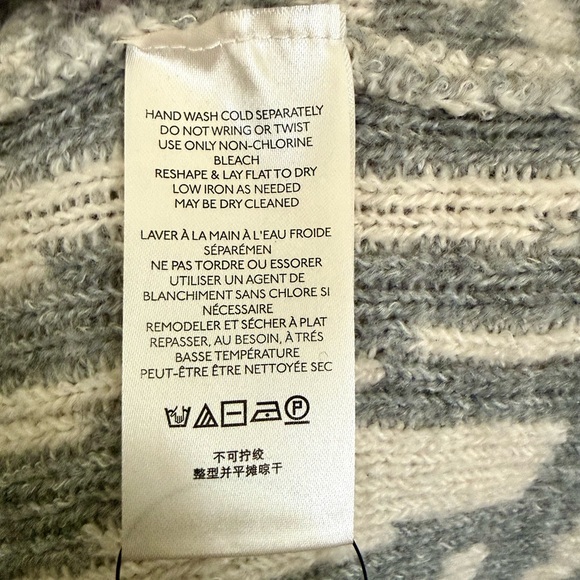 HAND WASH COLD SEPARATELY
DO NOT WRING OR TWIST
USE ONLY NON-CHLORINE
BLEACH
RESHAPE & LAY FLAT TO DRY
LOW IRON AS NEEDED
MAY BE DRY CLEANED
LAVER À LA MAIN À L'EAU FROIDE
SÉPARÉMEN
NE PAS TORDRE OU ESSORER
UTILISER UN AGENT DE
BLANCHIMENT SANS CHLORE SI
NÉCESSAIRE
REMODELER ET SÉCHER À PLAT
REPASSER, AU BESOIN, À TRÉS
BASSE TEMPÉRATURE
PEUT-ÊTRE ÊTRE NETTOYÉE SEC
P
不可拧绞
整型并平摊晾干